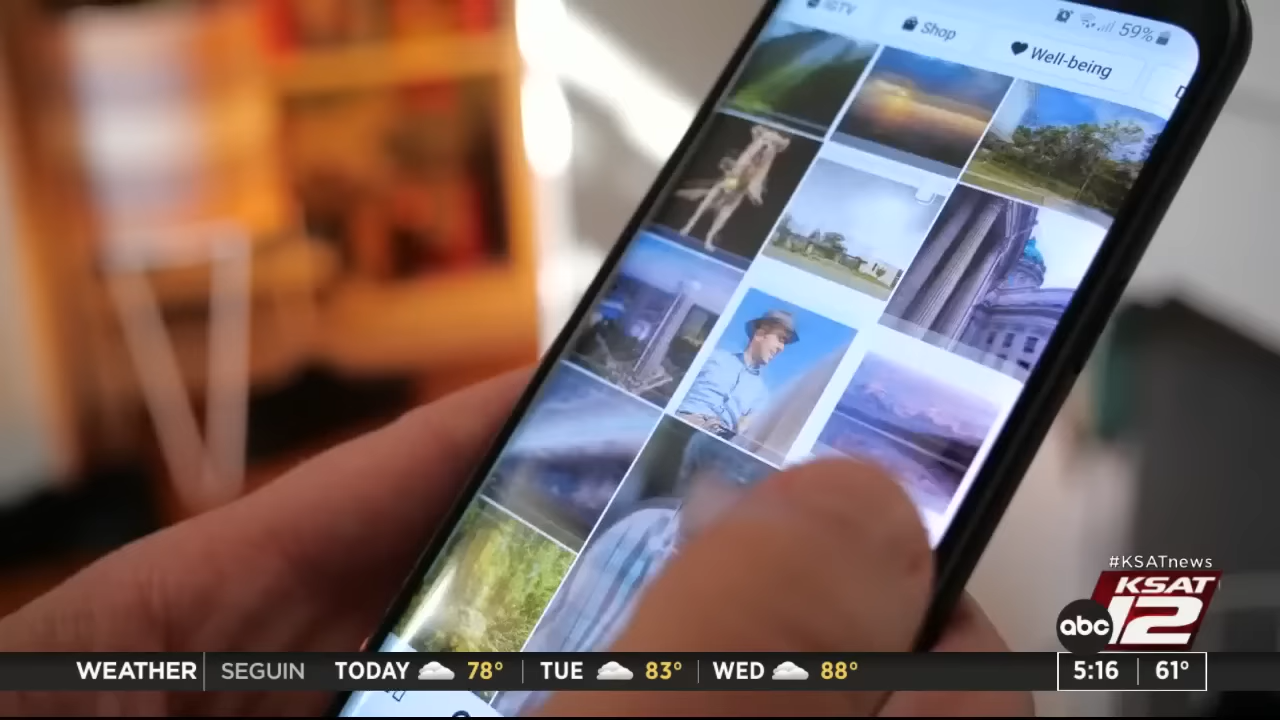 IGTV
Shop
Well-being
59%
#KSATnews
KSAT
abc 12
WEATHER SEGUIN TODAY 78° TUE 83° WED 88° 5:16 61°